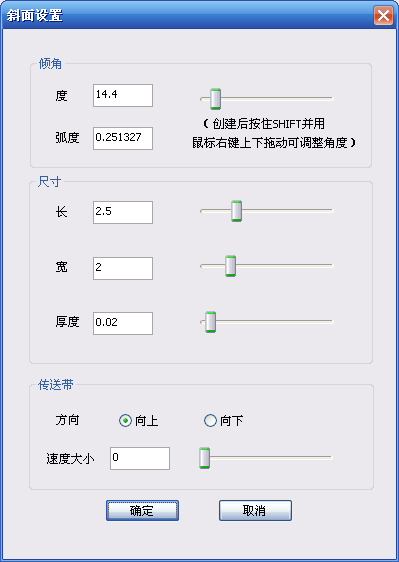 斜面设置
倾角
度 14.4
（创建后按住SHIFT并用
弧度 0.251327
鼠标右键上下拖动可调整角度）
尺寸
长 2.5
宽 2
厚度 0.02
传送带
方向 向上 向下
速度大小 0
确定 取消